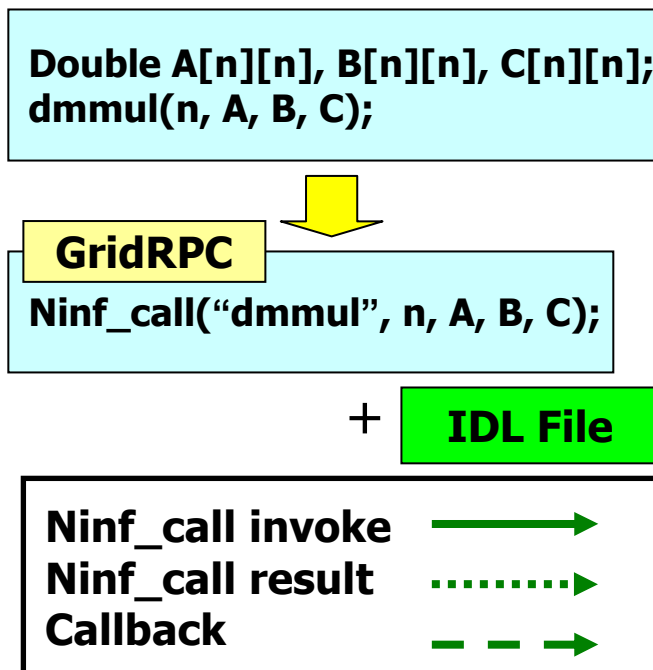 Double A[n][n], B[n][n], C[n][n];
dmmul(n, A, B, C);
GridRPC
Ninf_call(“dmmul”, n, A, B, C);
+
IDL File
Ninf_call invoke
Ninf_call result
Callback